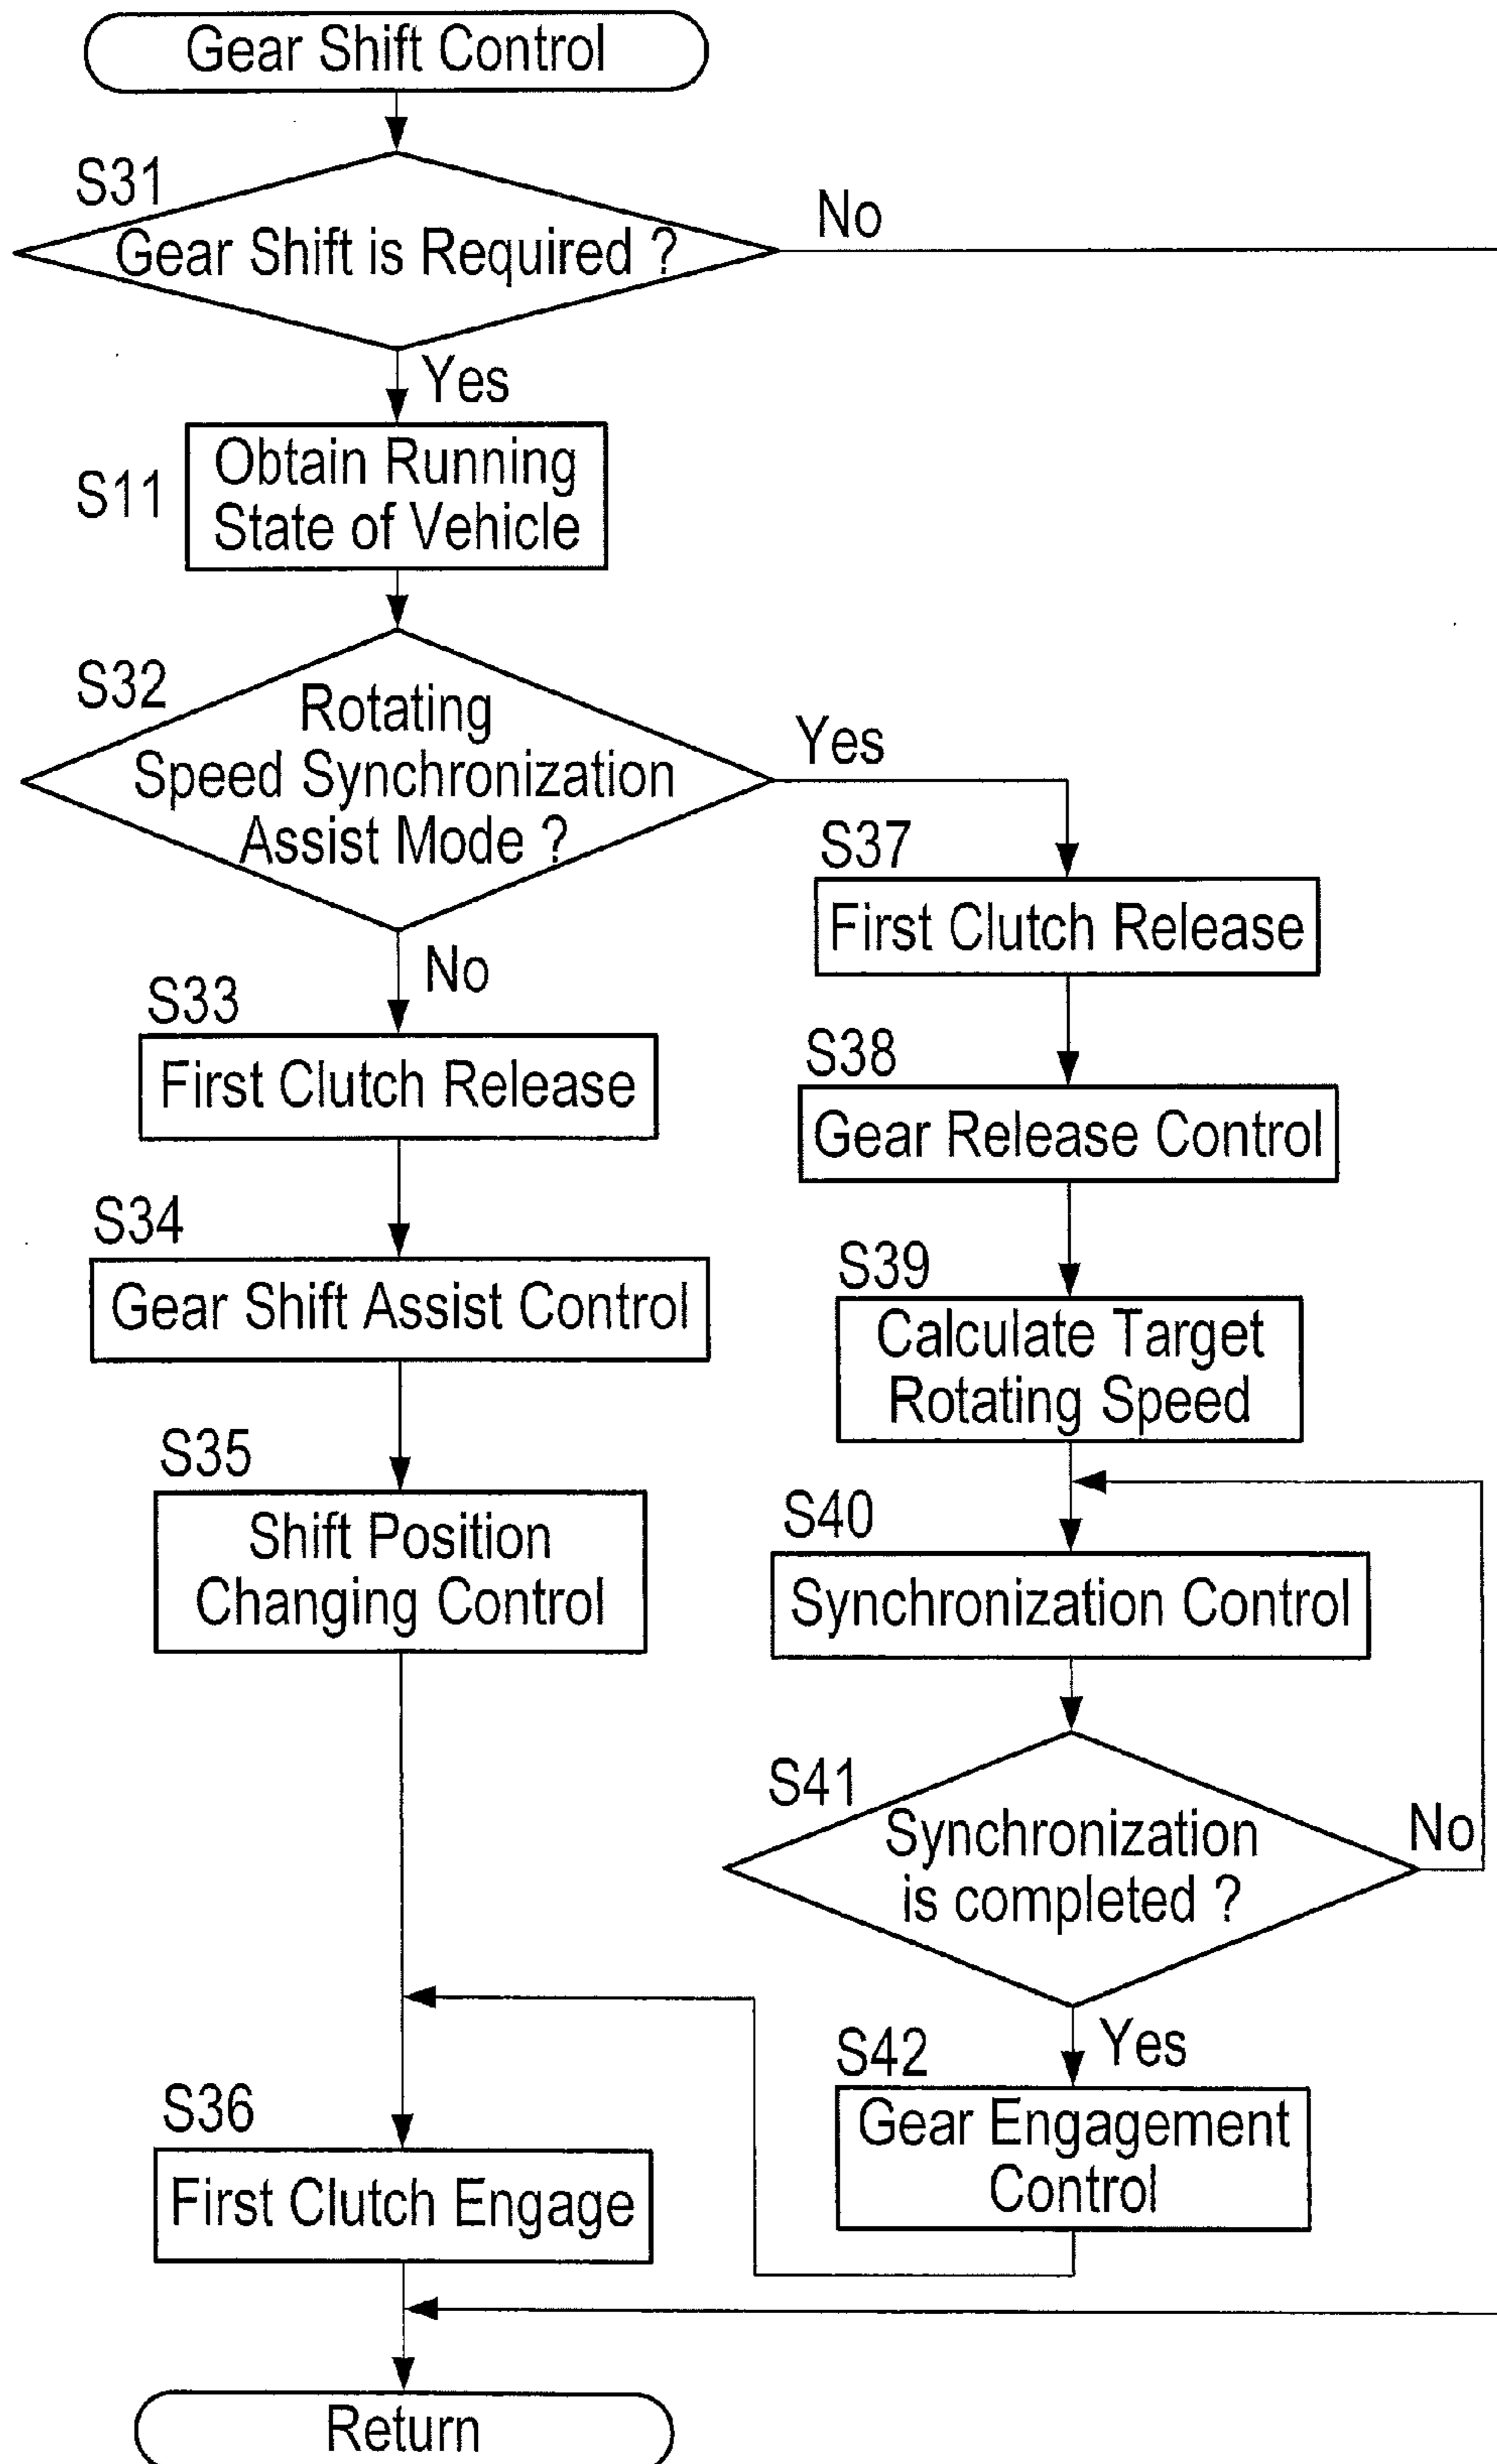 Gear Shift Control
S31
Gear Shift is Required ?
No
Yes
S11
Obtain Running
State of Vehicle
S32
Rotating
Speed Synchronization
Assist Mode ?
Yes
No
S33
First Clutch Release
S34
Gear Shift Assist Control
S35
Shift Position
Changing Control
S36
First Clutch Engage
S37
First Clutch Release
S38
Gear Release Control
S39
Calculate Target
Rotating Speed
S40
Synchronization Control
S41
Synchronization
is completed ?
No
Yes
S42
Gear Engagement
Control
Return